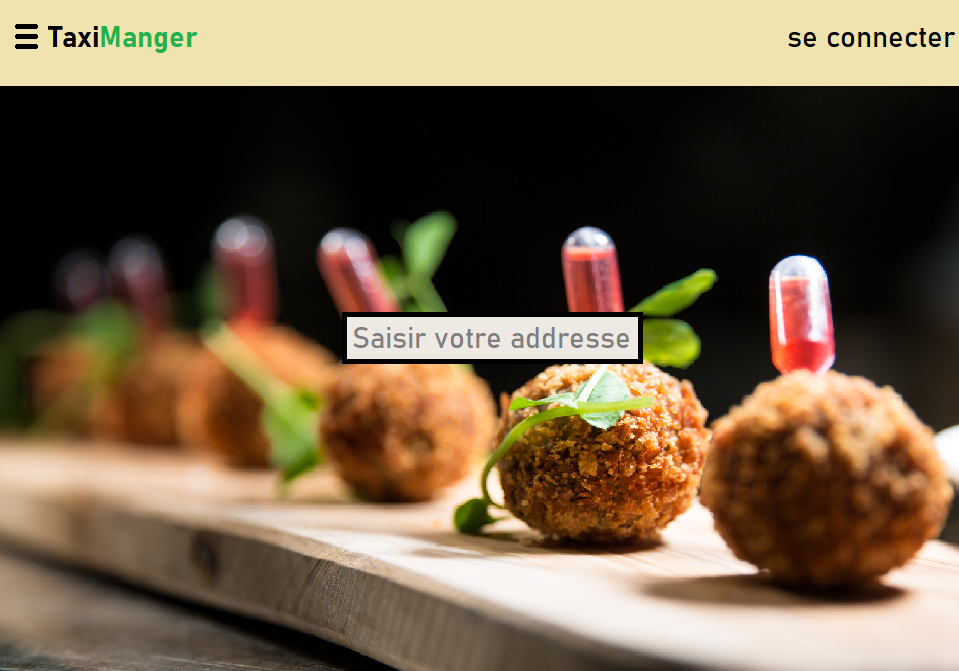 TaxiManger
se connecter
Saisir votre addresse